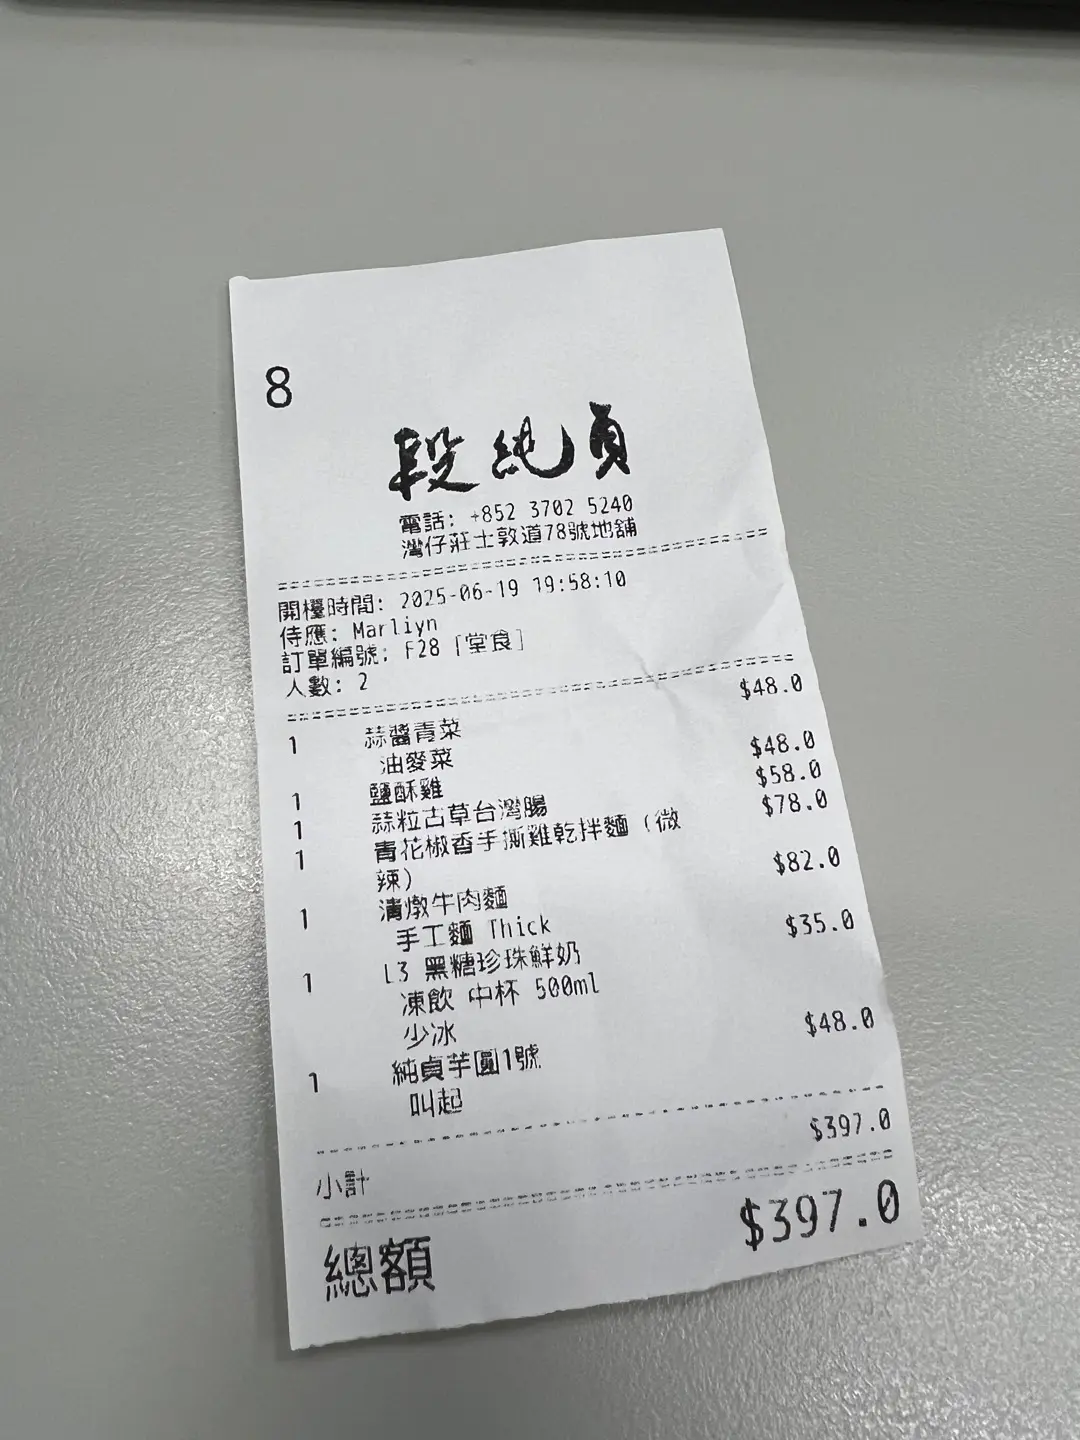 8
段純貞
電話: +852 3702 5240
灣仔莊士敦道78號地舖
開檯時間: 2025-06-19 19:58:10
侍應: Marliyn
訂單編號: F28 [堂食]
人數: 2
1 蒜醬青菜 $48.0
油麥菜
1 鹽酥雞 $48.0
1 蒜粒古草台灣腸 $58.0
1 青花椒香手撕雞乾拌麵 (微 $78.0
辣)
1 清燉牛肉麵 $82.0
手工麵 Thick
1 L3 黑糖珍珠鮮奶 $35.0
凍飲 中杯 500ml
少冰
1 純貞芋圓1號 $48.0
叫起
小計 $397.0
總額 $397.0